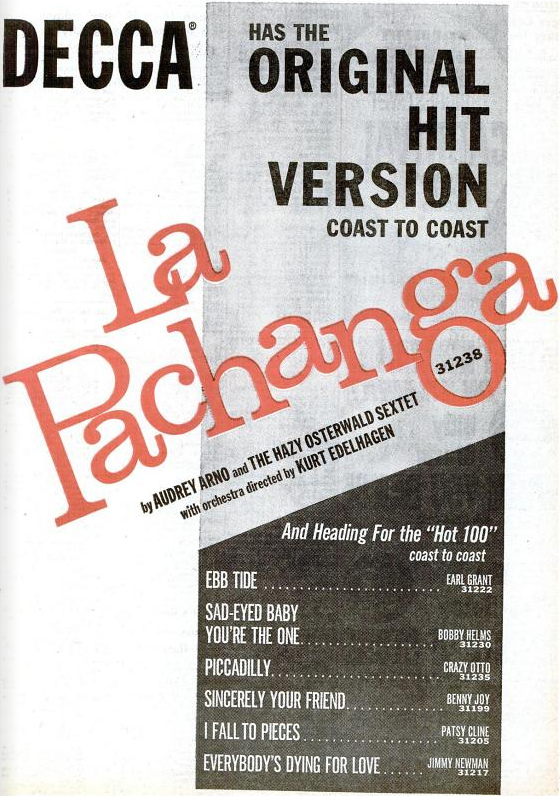 DECCA®
HAS THE
ORIGINAL
HIT
VERSION
COAST TO COAST
La
Pachanga
31238
by AUDREY ARNO and THE HAZY OSTERWALD SEXTET
with orchestra directed by KURT EDELHAGEN
And Heading For the "Hot 100"
coast to coast
EBB TIDE ........................ EARL GRANT
31222
SAD-EYED BABY
YOU'RE THE ONE.................. BOBBY HELMS
31230
PICCADILLY....................... CRAZY OTTO
31235
SINCERELY YOUR FRIEND............ BENNY JOY
31199
I FALL TO PIECES ................. PATSY CLINE
31205
EVERYBODY'S DYING FOR LOVE ...... JIMMY NEWMAN
31217